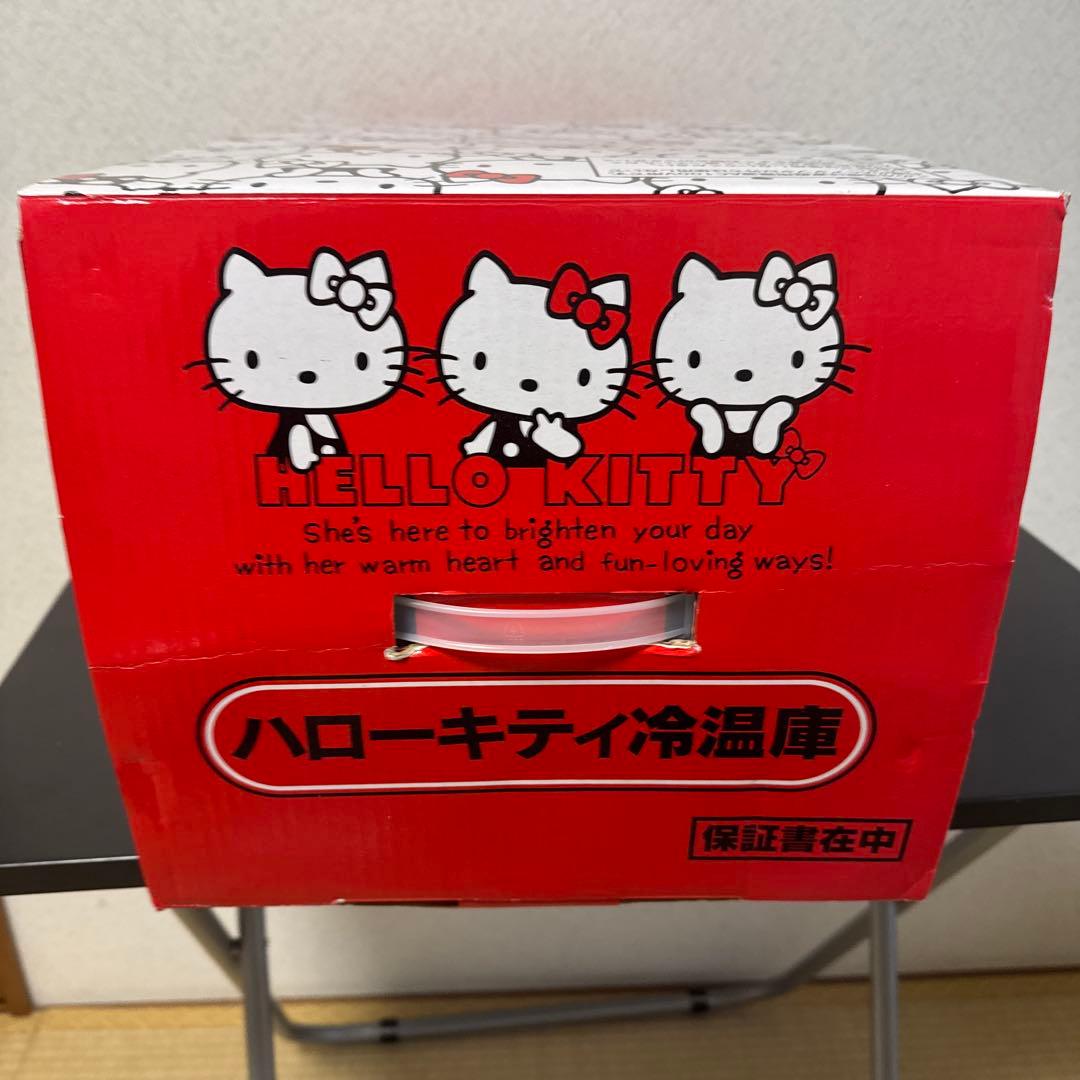 HELLO KITTY
She's here to brighten your day
with her warm heart and fun-loving ways!
ハローキティ冷温庫
保証書在中